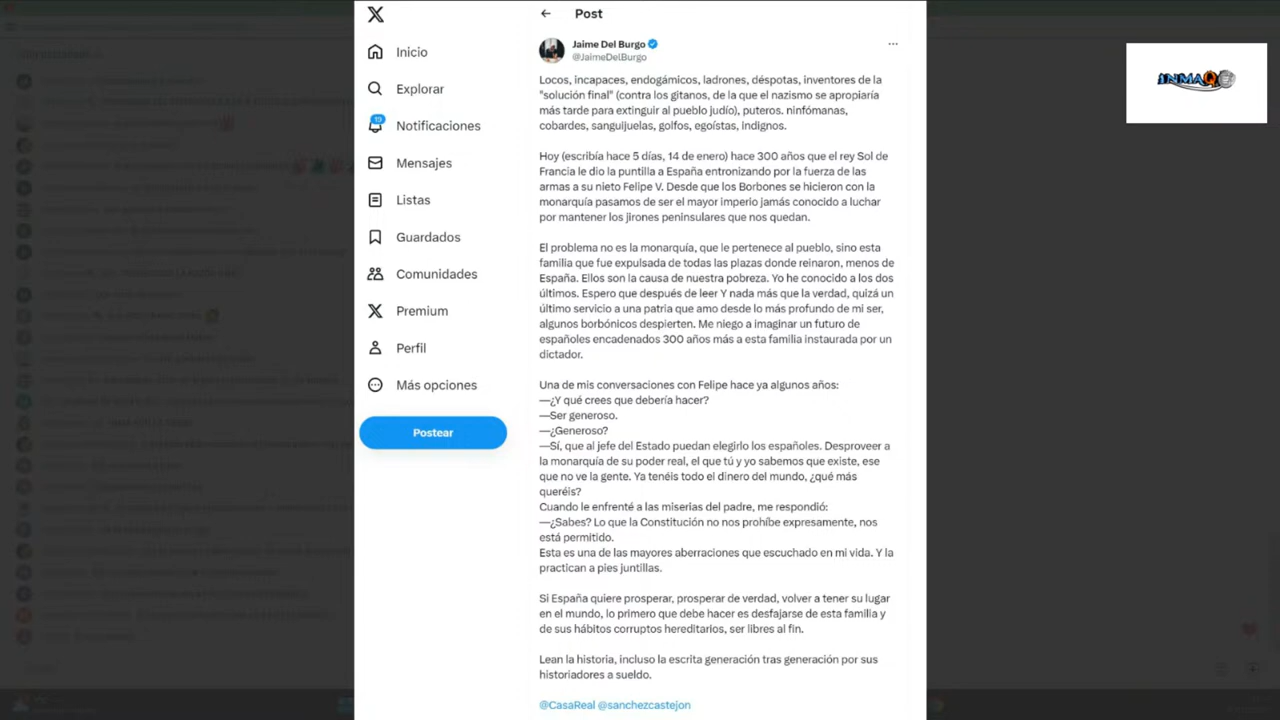 Post
Inicio
Explorar
19
Notificaciones
Mensajes
Listas
Guardados
Comunidades
Premium
Perfil
Más opciones
Postear
Jaime Del Burgo
@JaimeDelBurgo
Locos, incapaces, endogámicos, ladrones, déspotas, inventores de la
"solución final" (contra los gitanos, de la que el nazismo se apropiaría
más tarde para extinguir al pueblo judío), puteros. ninfómanas,
cobardes, sanguijuelas, golfos, egoístas, indignos.
Hoy (escribía hace 5 días, 14 de enero) hace 300 años que el rey Sol de
Francia le dio la puntilla a España entronizando por la fuerza de las
armas a su nieto Felipe V. Desde que los Borbones se hicieron con la
monarquía pasamos de ser el mayor imperio jamás conocido a luchar
por mantener los jirones peninsulares que nos quedan.
El problema no es la monarquía, que le pertenece al pueblo, sino esta
familia que fue expulsada de todas las plazas donde reinaron, menos de
España. Ellos son la causa de nuestra pobreza. Yo he conocido a los dos
últimos. Espero que después de leer Y nada más que la verdad, quizá un
último servicio a una patria que amo desde lo más profundo de mi ser,
algunos borbónicos despierten. Me niego a imaginar un futuro de
españoles encadenados 300 años más a esta familia instaurada por un
dictador.
Una de mis conversaciones con Felipe hace ya algunos años:
—¿Y qué crees que debería hacer?
—Ser generoso.
—¿Generoso?
—Sí, que al jefe del Estado puedan elegirlo los españoles. Desproveer a
la monarquía de su poder real, el que tú y yo sabemos que existe, ese
que no ve la gente. Ya tenéis todo el dinero del mundo, ¿qué más
queréis?
Cuando le enfrenté a las miserias del padre, me respondió:
—¿Sabes? Lo que la Constitución no nos prohíbe expresamente, nos
está permitido.
Esta es una de las mayores aberraciones que escuchado en mi vida. Y la
practican a pies juntillas.
Si España quiere prosperar, prosperar de verdad, volver a tener su lugar
en el mundo, lo primero que debe hacer es desfajarse de esta familia y
de sus hábitos corruptos hereditarios, ser libres al fin.
Lean la historia, incluso la escrita generación tras generación por sus
historiadores a sueldo.
@CasaReal @sanchezcastejon
INMAQ